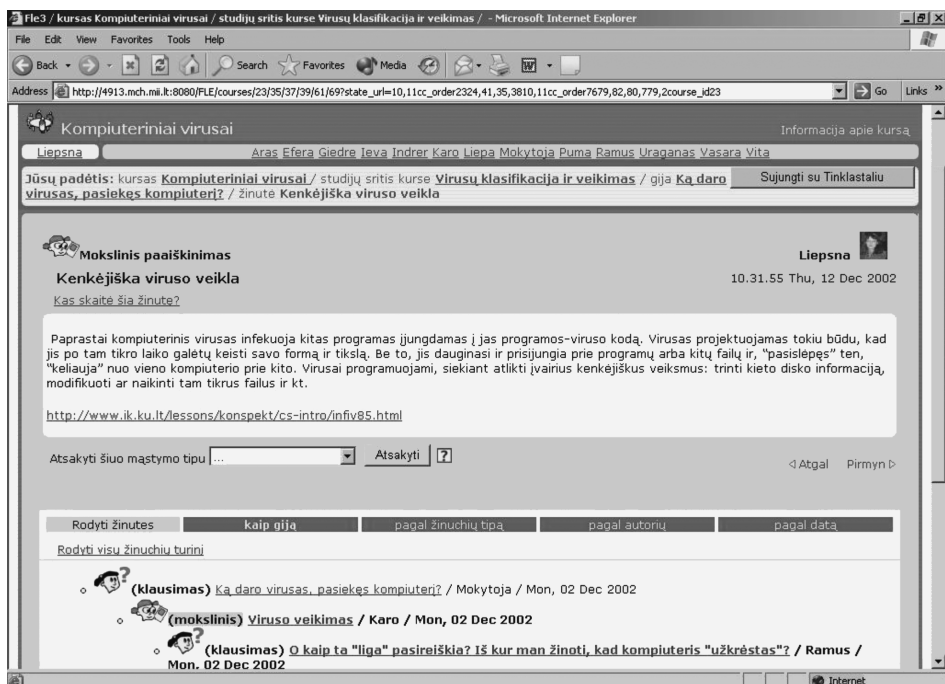 Fle3 / kursas Kompiuteriniai virusai / studijų sritis kurse Virusų klasifikacija ir veikimas / - Microsoft Internet Explorer
File Edit View Favorites Tools Help
Back Search Favorites Media
Address http://4913.mch.mii.lt:8080/FLE/courses/23/35/37/39/61/69?state_url=10,11cc_order2324,41,35,3810,11cc_order7679,82,80,779,2course_id23 Go Links »
Kompiuteriniai virusai Informacija apie kursą
Liepsna Aras Efera Giedre Ieva Indrer Karo Liepa Mokytoja Puma Ramus Uraganas Vasara Vita
Jūsų padėtis: kursas Kompiuteriniai virusai / studijų sritis kurse Virusų klasifikacija ir veikimas / gija Ką daro Sujungti su Tinklastaliu
virusas, pasiekęs kompiuterį? / žinutė Kenkėjiška viruso veikla
Mokslinis paaiškinimas Liepsna
Kenkėjiška viruso veikla 10.31.55 Thu, 12 Dec 2002
Kas skaitė šia žinutę?
Paprastai kompiuterinis virusas infekuoja kitas programas įjungdamas į jas programos-viruso kodą. Virusas projektuojamas tokiu būdu, kad
jis po tam tikro laiko galėtų keisti savo formą ir tikslą. Be to, jis dauginasi ir prisijungia prie programų arba kitų failų ir, "pasislėpęs" ten,
"keliauja" nuo vieno kompiuterio prie kito. Virusai programuojami, siekiant atlikti įvairius kenkėjiškus veiksmus: trinti kieto disko informaciją,
modifikuoti ar naikinti tam tikrus failus ir kt.
http://www.ik.ku.lt/lessons/konspekt/cs-intro/infiv85.html
Atsakyti šiuo mąstymo tipu ... Atsakyti ?
Atgal Pirmyn
Rodyti žinutes kaip giją pagal žinuchių tipą pagal autorių pagal datą
Rodyti visų žinuchių turinį
(klausimas) Ką daro virusas, pasiekęs kompiuterį? / Mokytoja / Mon, 02 Dec 2002
(mokslinis) Viruso veikimas / Karo / Mon, 02 Dec 2002
(klausimas) O kaip ta "liga" pasireiškia? Iš kur man žinoti, kad kompiuteris "užkrėstas"? / Ramus /
Mon, 02 Dec 2002
Internet